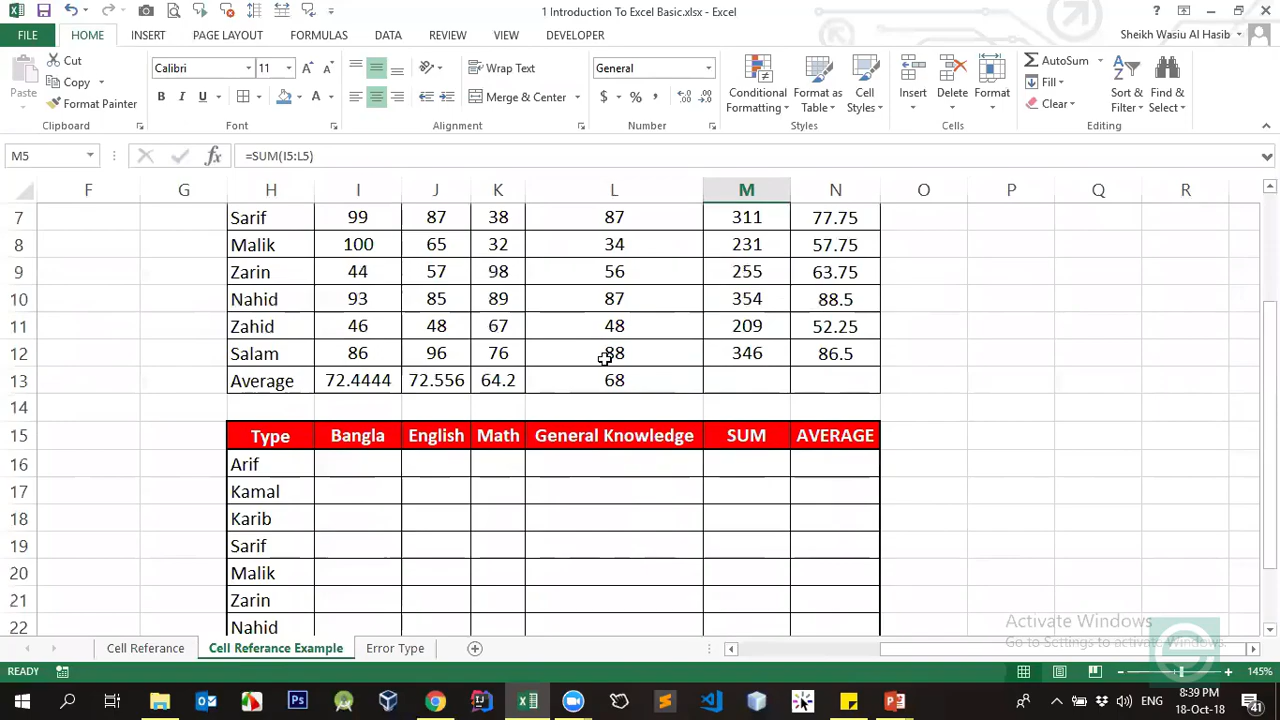 1 Introduction To Excel Basic.xlsx - Excel
FILE HOME INSERT PAGE LAYOUT FORMULAS DATA REVIEW VIEW DEVELOPER Sheikh Wasiu Al Hasib
Paste Cut Copy Format Painter
Calibri 11
B I U A
Wrap Text
Merge & Center
General
$ % ,
Conditional Formatting Format as Table Cell Styles
Insert Delete Format
AutoSum Fill Clear
Sort & Filter Find & Select
Clipboard Font Alignment Number Styles Cells Editing
M5 fx =SUM(I5:L5)
F G H I J K L M N O P Q R
7 Sarif 99 87 38 87 311 77.75
8 Malik 100 65 32 34 231 57.75
9 Zarin 44 57 98 56 255 63.75
10 Nahid 93 85 89 87 354 88.5
11 Zahid 46 48 67 48 209 52.25
12 Salam 86 96 76 88 346 86.5
13 Average 72.4444 72.556 64.2 68
14
15 Type Bangla English Math General Knowledge SUM AVERAGE
16 Arif
17 Kamal
18 Karib
19 Sarif
20 Malik
21 Zarin
22 Nahid
Activate Windows
Go to Settings to activate Windows.
Cell Referance Cell Referance Example Error Type
READY 145%
8:39 PM
ENG
18-Oct-18
41